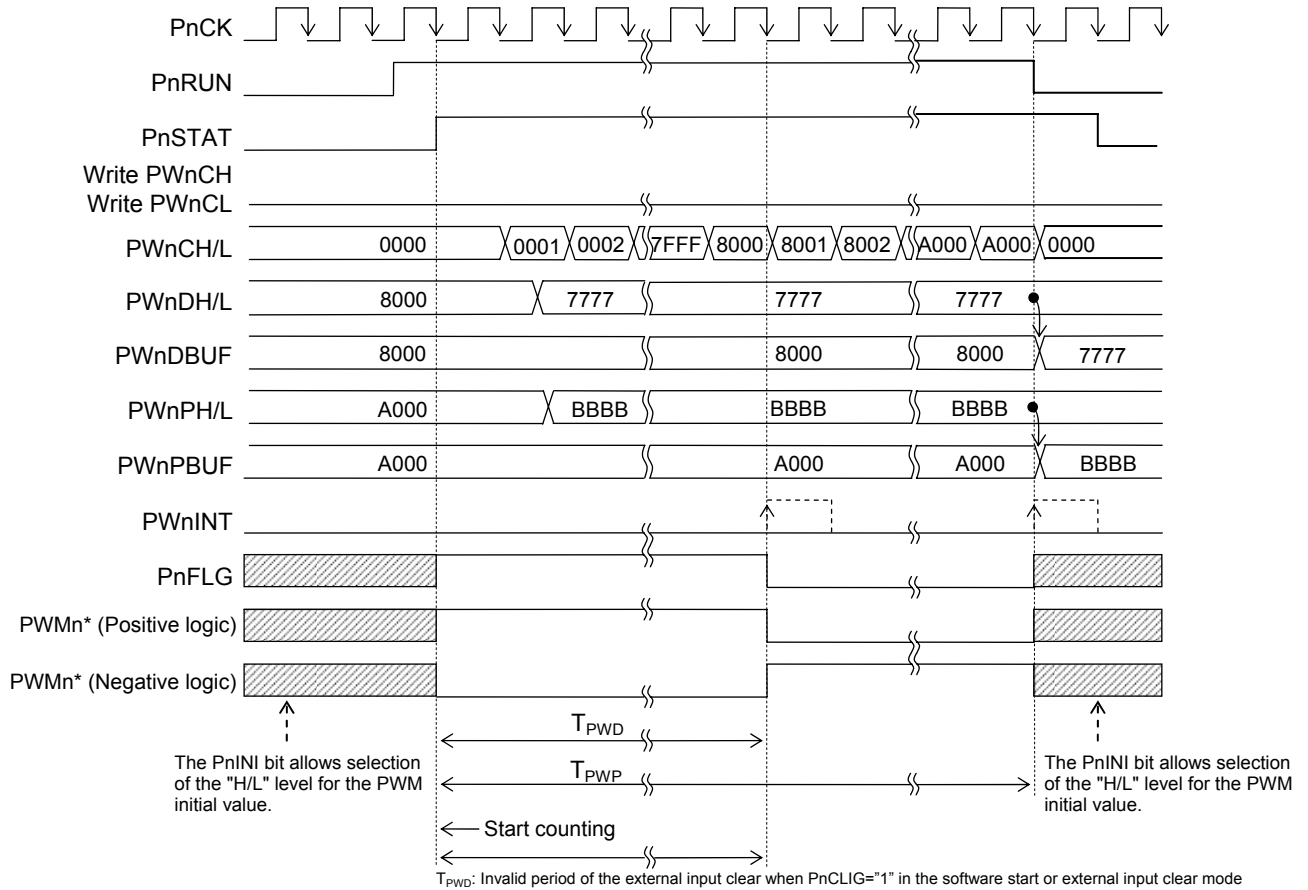 PnCK
PnRUN
PnSTAT
Write PWnCH
Write PWnCL
PWnCH/L 0000 0001 0002 7FFF 8000 8001 8002 A000 A000 0000
PWnDH/L 8000 7777 7777 7777
PWnDBUF 8000 8000 8000 7777
PWnPH/L A000 BBBB BBBB BBBB
PWnPBUF A000 A000 A000 BBBB
PWnINT
PnFLG
PWMn* (Positive logic)
PWMn* (Negative logic)
TPWD
The PnINI bit allows selection
of the "H/L" level for the PWM
initial value.
TPWP
The PnINI bit allows selection
of the "H/L" level for the PWM
initial value.
Start counting
TPWD: Invalid period of the external input clear when PnCLIG="1" in the software start or external input clear mode